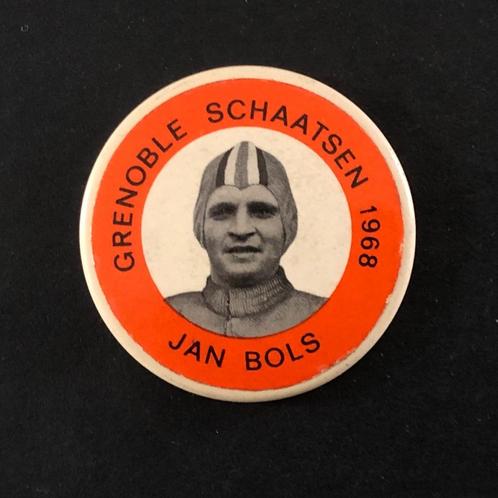 GRENOBLE SCHAATSEN 1968
JAN BOLS